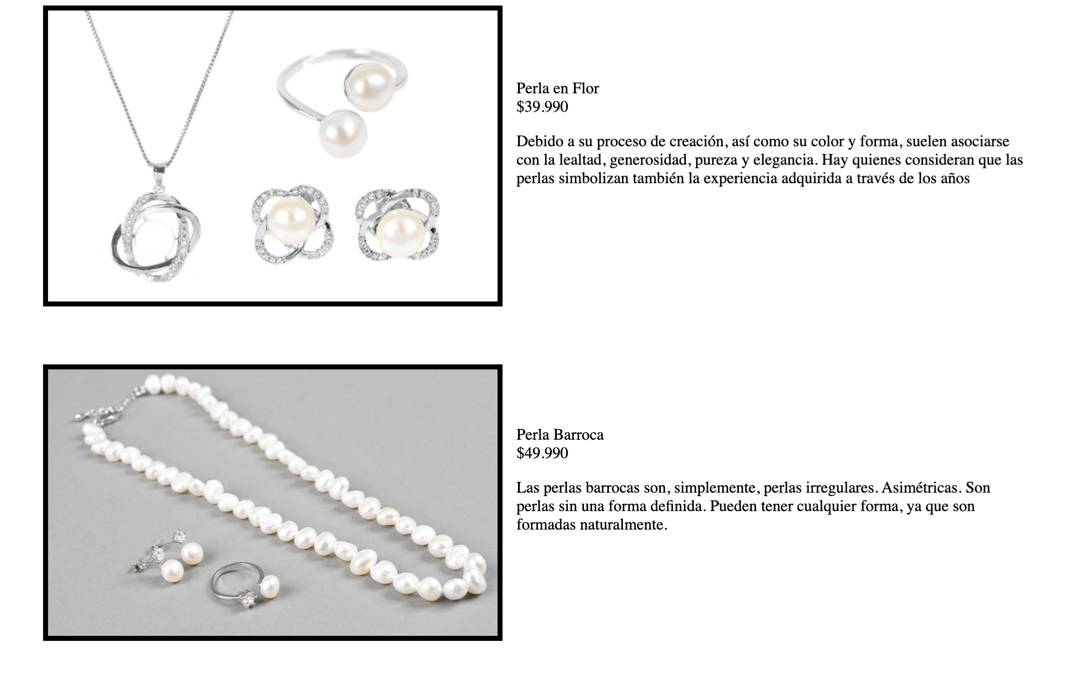 Perla en Flor
$39.990
Debido a su proceso de creación, así como su color y forma, suelen asociarse
con la lealtad, generosidad, pureza y elegancia. Hay quienes consideran que las
perlas simbolizan también la experiencia adquirida a través de los años
Perla Barroca
$49.990
Las perlas barrocas son, simplemente, perlas irregulares. Asimétricas. Son
perlas sin una forma definida. Pueden tener cualquier forma, ya que son
formadas naturalmente.